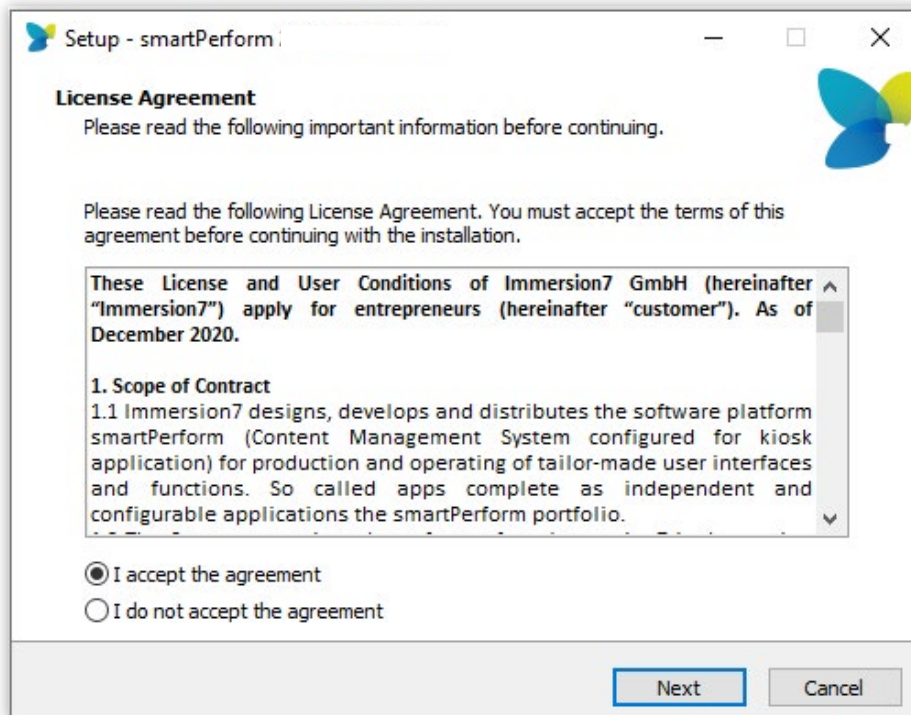 Setup - smartPerform
License Agreement
Please read the following important information before continuing.
Please read the following License Agreement. You must accept the terms of this
agreement before continuing with the installation.
These License and User Conditions of Immersion7 GmbH (hereinafter
“Immersion7”) apply for entrepreneurs (hereinafter “customer”). As of
December 2020.
1. Scope of Contract
1.1 Immersion7 designs, develops and distributes the software platform
smartPerform (Content Management System configured for kiosk
application) for production and operating of tailor-made user interfaces
and functions. So called apps complete as independent and
configurable applications the smartPerform portfolio.
I accept the agreement
I do not accept the agreement
Next
Cancel